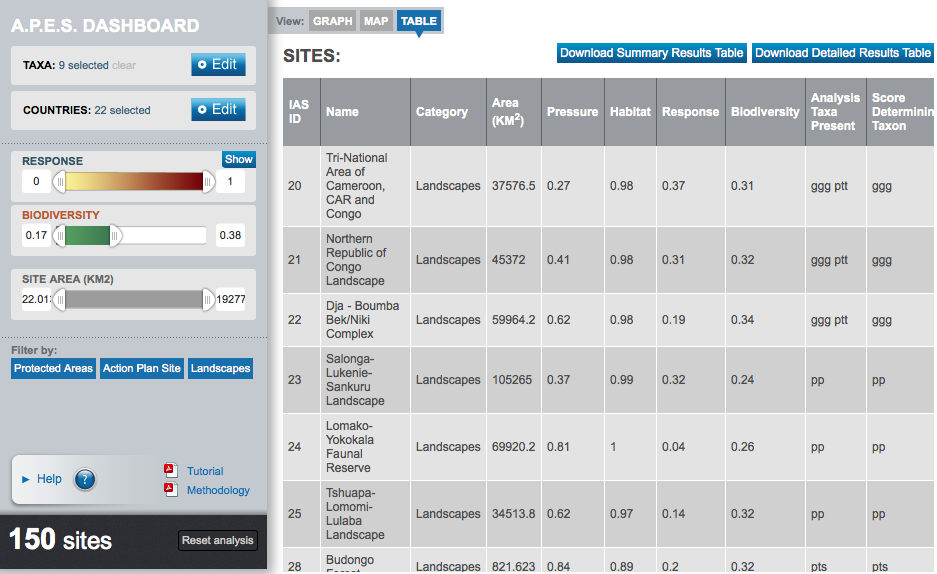 A.P.E.S. DASHBOARD
TAXA: 9 selected clear
Edit
COUNTRIES: 22 selected
Edit
RESPONSE
Show
0
1
BIODIVERSITY
0.17
0.38
SITE AREA (KM2)
22.01
19277
Filter by:
Protected Areas Action Plan Site Landscapes
Help ?
Tutorial
Methodology
150 sites
Reset analysis
View: GRAPH MAP TABLE
SITES:
Download Summary Results Table Download Detailed Results Table
IAS
ID
Name
Category
Area
(KM2)
Pressure
Habitat
Response
Biodiversity
Analysis
Taxa
Present
Score
Determinin
Taxon
20
Tri-National
Area of
Cameroon,
CAR and
Congo
Landscapes 37576.5 0.27 0.98 0.37 0.31 ggg ptt ggg
21
Northern
Republic of
Congo
Landscape
Landscapes 45372 0.41 0.98 0.31 0.32 ggg ptt ggg
22
Dja - Boumba
Bek/Niki
Complex
Landscapes 59964.2 0.62 0.98 0.19 0.34 ggg ptt ggg
23
Salonga-
Lukenie-
Sankuru
Landscape
Landscapes 105265 0.37 0.99 0.32 0.24 pp pp
24
Lomako-
Yokokala
Faunal
Reserve
Landscapes 69920.2 0.81 1 0.04 0.26 pp pp
25
Tshuapa-
Lomomi-
Lulaba
Landscape
Landscapes 34513.8 0.62 0.97 0.14 0.32 pp pp
28
Budongo
Landscapes 821.623 0.84 0.89 0.2 0.32 pts pts